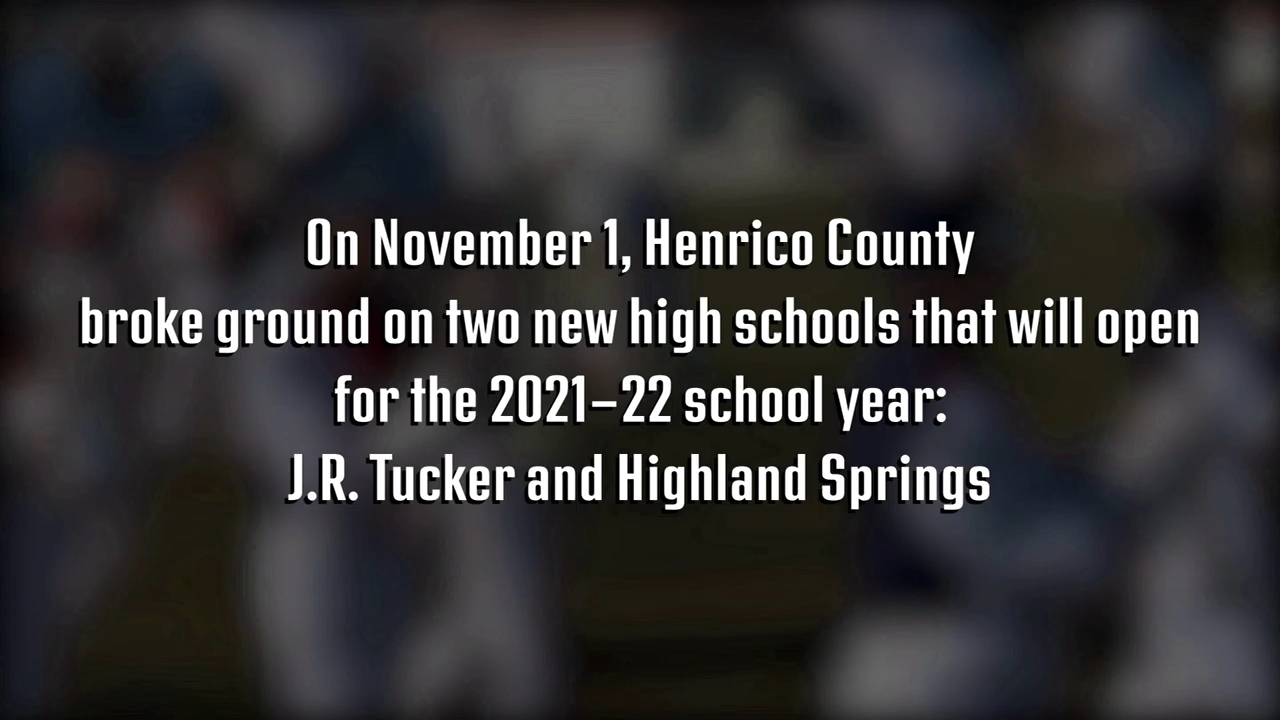 On November 1, Henrico County
broke ground on two new high schools that will open
for the 2021–22 school year:
J.R. Tucker and Highland Springs